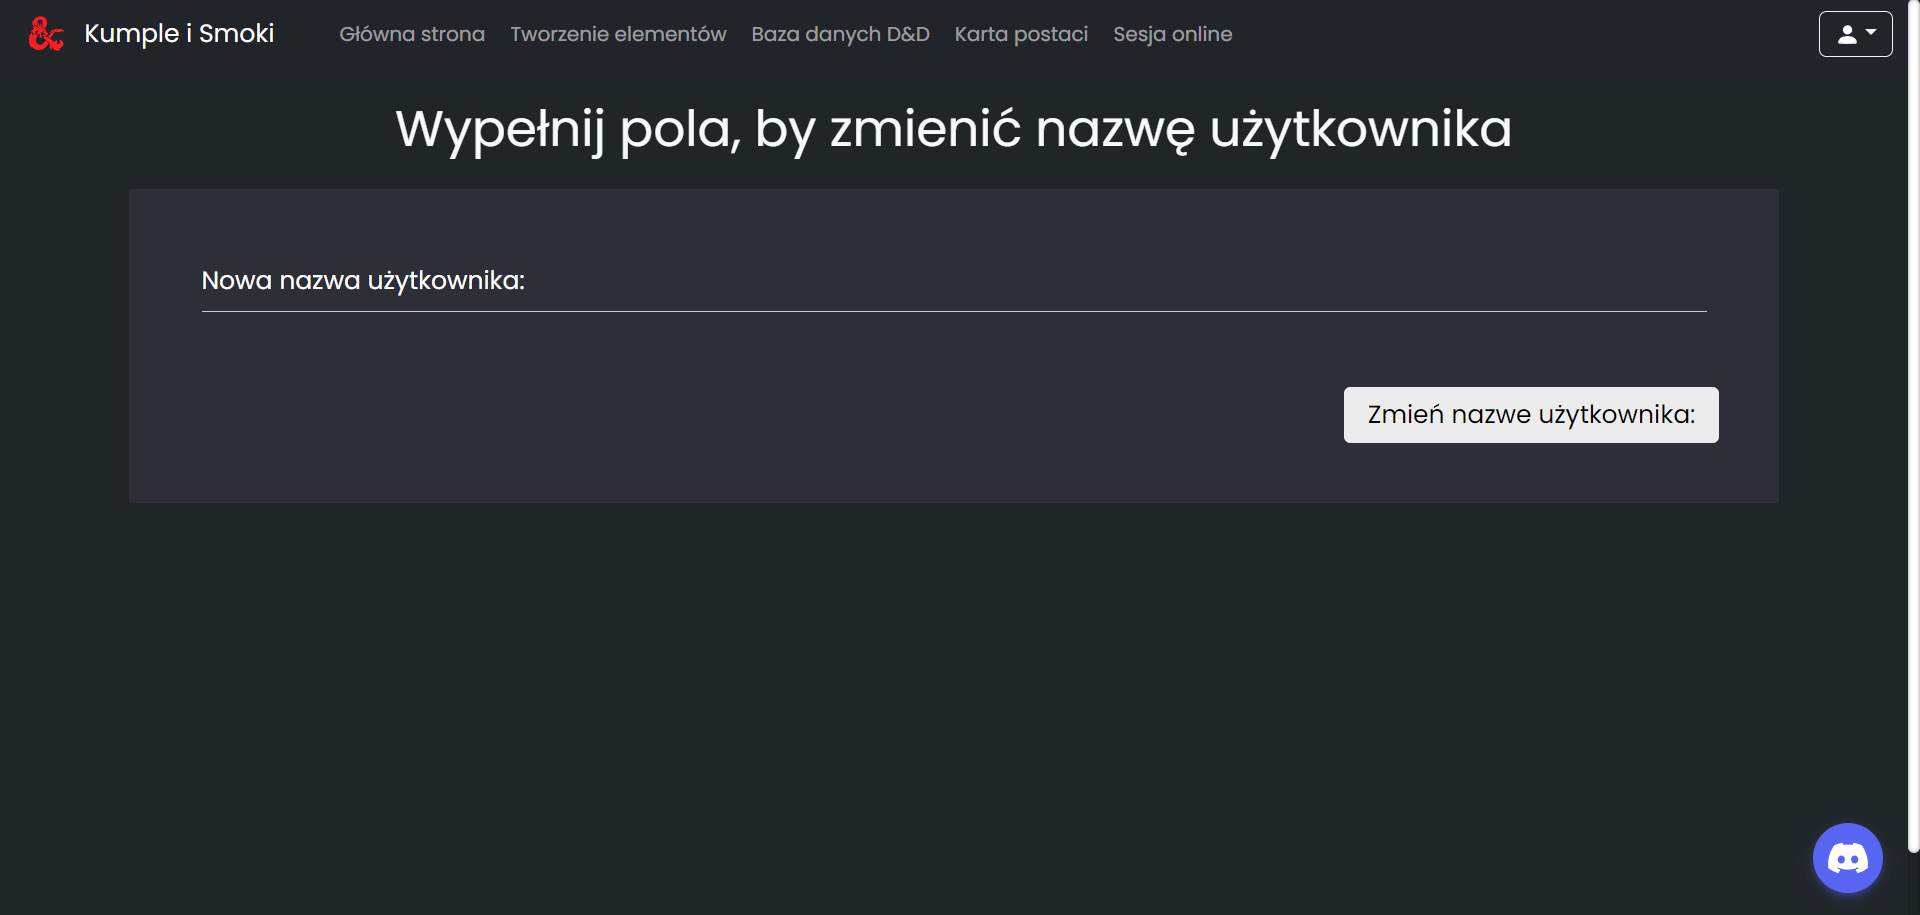 Kumple i Smoki
Główna strona
Tworzenie elementów
Baza danych D&D
Karta postaci
Sesja online
Wypełnij pola, by zmienić nazwę użytkownika
Nowa nazwa użytkownika:
Zmień nazwe użytkownika: